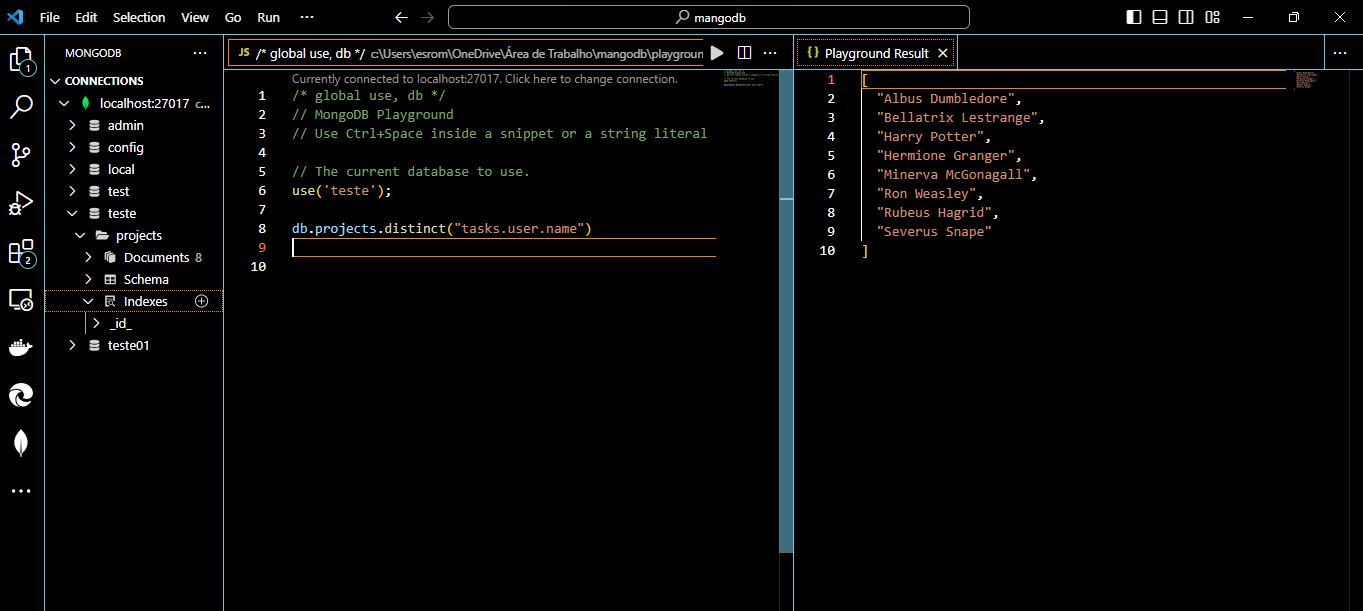 File Edit Selection View Go Run ···
mangodb
MONGODB ···
CONNECTIONS
localhost:27017 c...
admin
config
local
test
teste
projects
Documents 8
Schema
Indexes
_id_
teste01
1
2
JS /* global use, db */ c:\Users\esrom\OneDrive\Área de Trabalho\mangodb\playgroun
···
Currently connected to localhost:27017. Click here to change connection.
1 /* global use, db */
2 // MongoDB Playground
3 // Use Ctrl+Space inside a snippet or a string literal
4
5 // The current database to use.
6 use('teste');
7
8 db.projects.distinct("tasks.user.name")
9
10
{} Playground Result
···
1 [
2 "Albus Dumbledore",
3 "Bellatrix Lestrange",
4 "Harry Potter",
5 "Hermione Granger",
6 "Minerva McGonagall",
7 "Ron Weasley",
8 "Rubeus Hagrid",
9 "Severus Snape"
10 ]